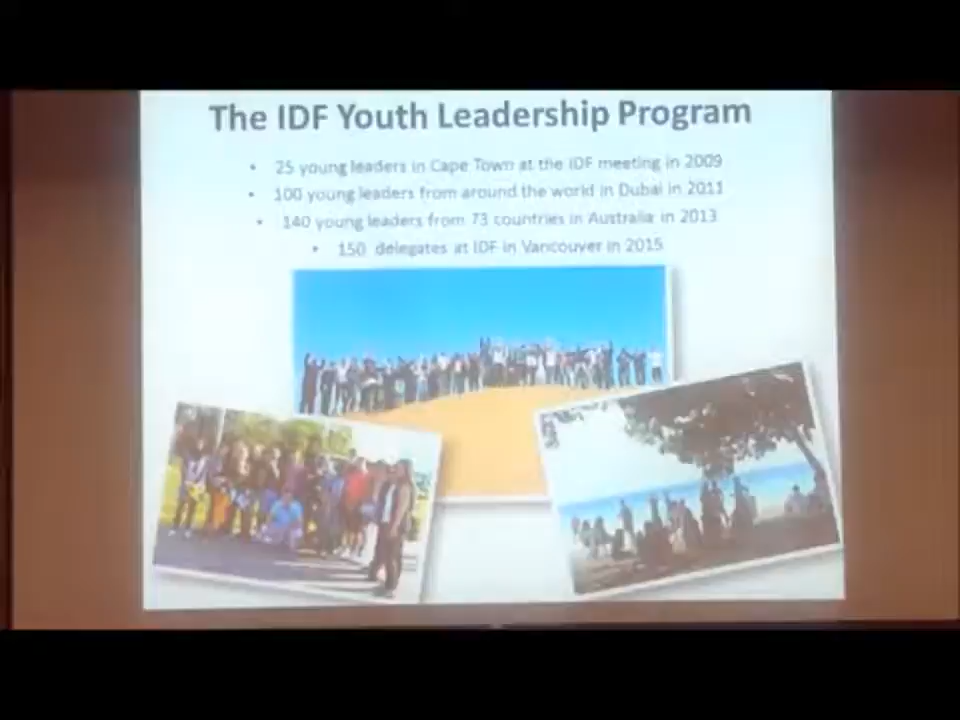 The IDF Youth Leadership Program
• 25 young leaders in Cape Town at the IDF meeting in 2009
• 100 young leaders from around the world in Dubai in 2011
• 140 young leaders from 73 countries in Australia in 2013
• 150 delegates at IDF in Vancouver in 2015